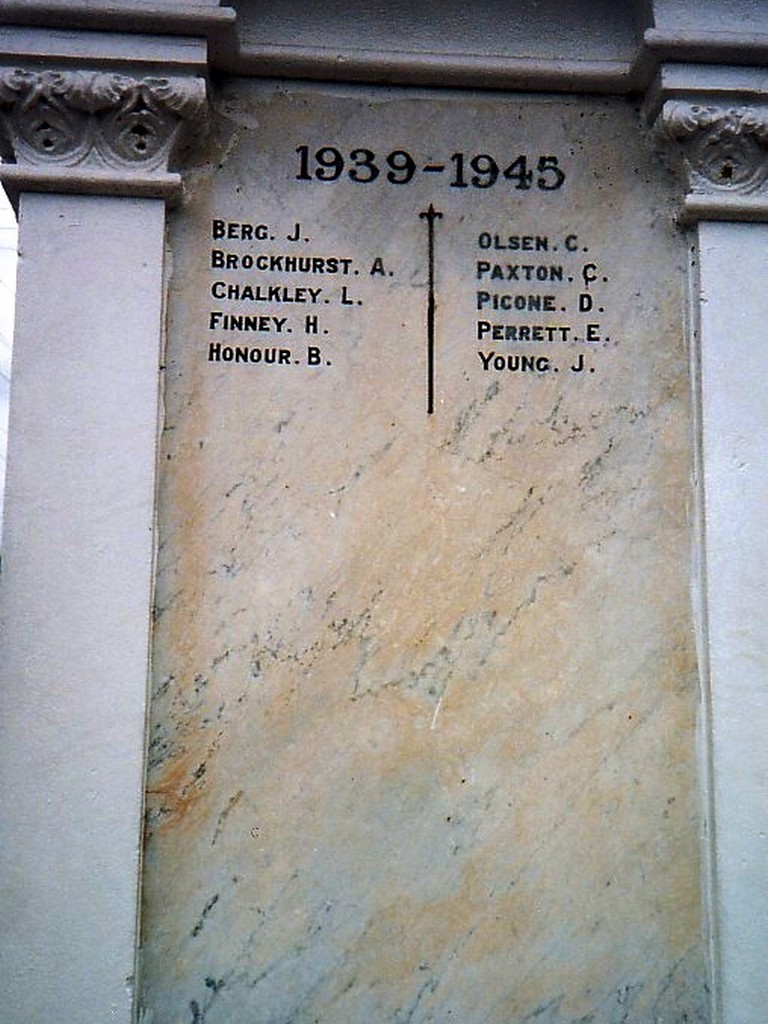 1939-1945
BERG. J.
BROCKHURST. A.
CHALKLEY. L.
FINNEY. H.
HONOUR. B.
OLSEN. C.
PAXTON. C.
PICONE. D.
PERRETT. E.
YOUNG. J.